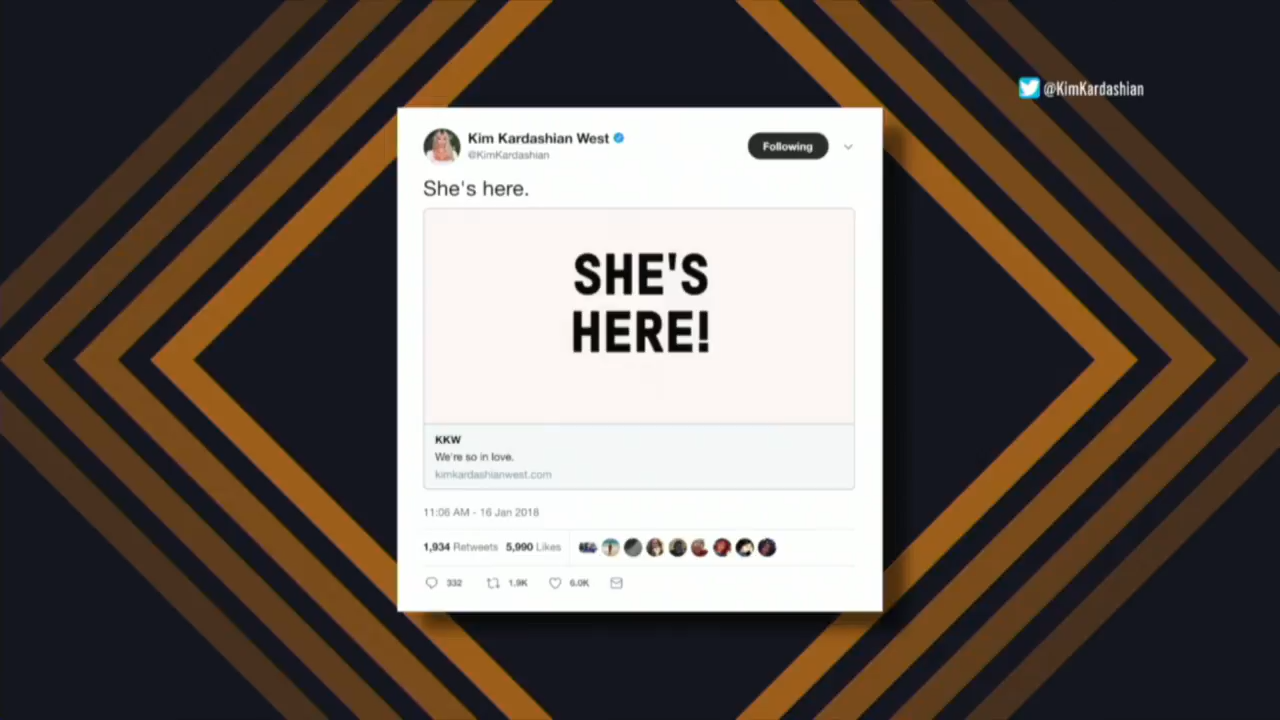 @KimKardashian
Kim Kardashian West
@KimKardashian
Following
She's here.
SHE'S
HERE!
KKW
We're so in love.
kimkardashianwest.com
11:06 AM - 16 Jan 2018
1,934 Retweets 5,990 Likes
332 1.9K 6.0K